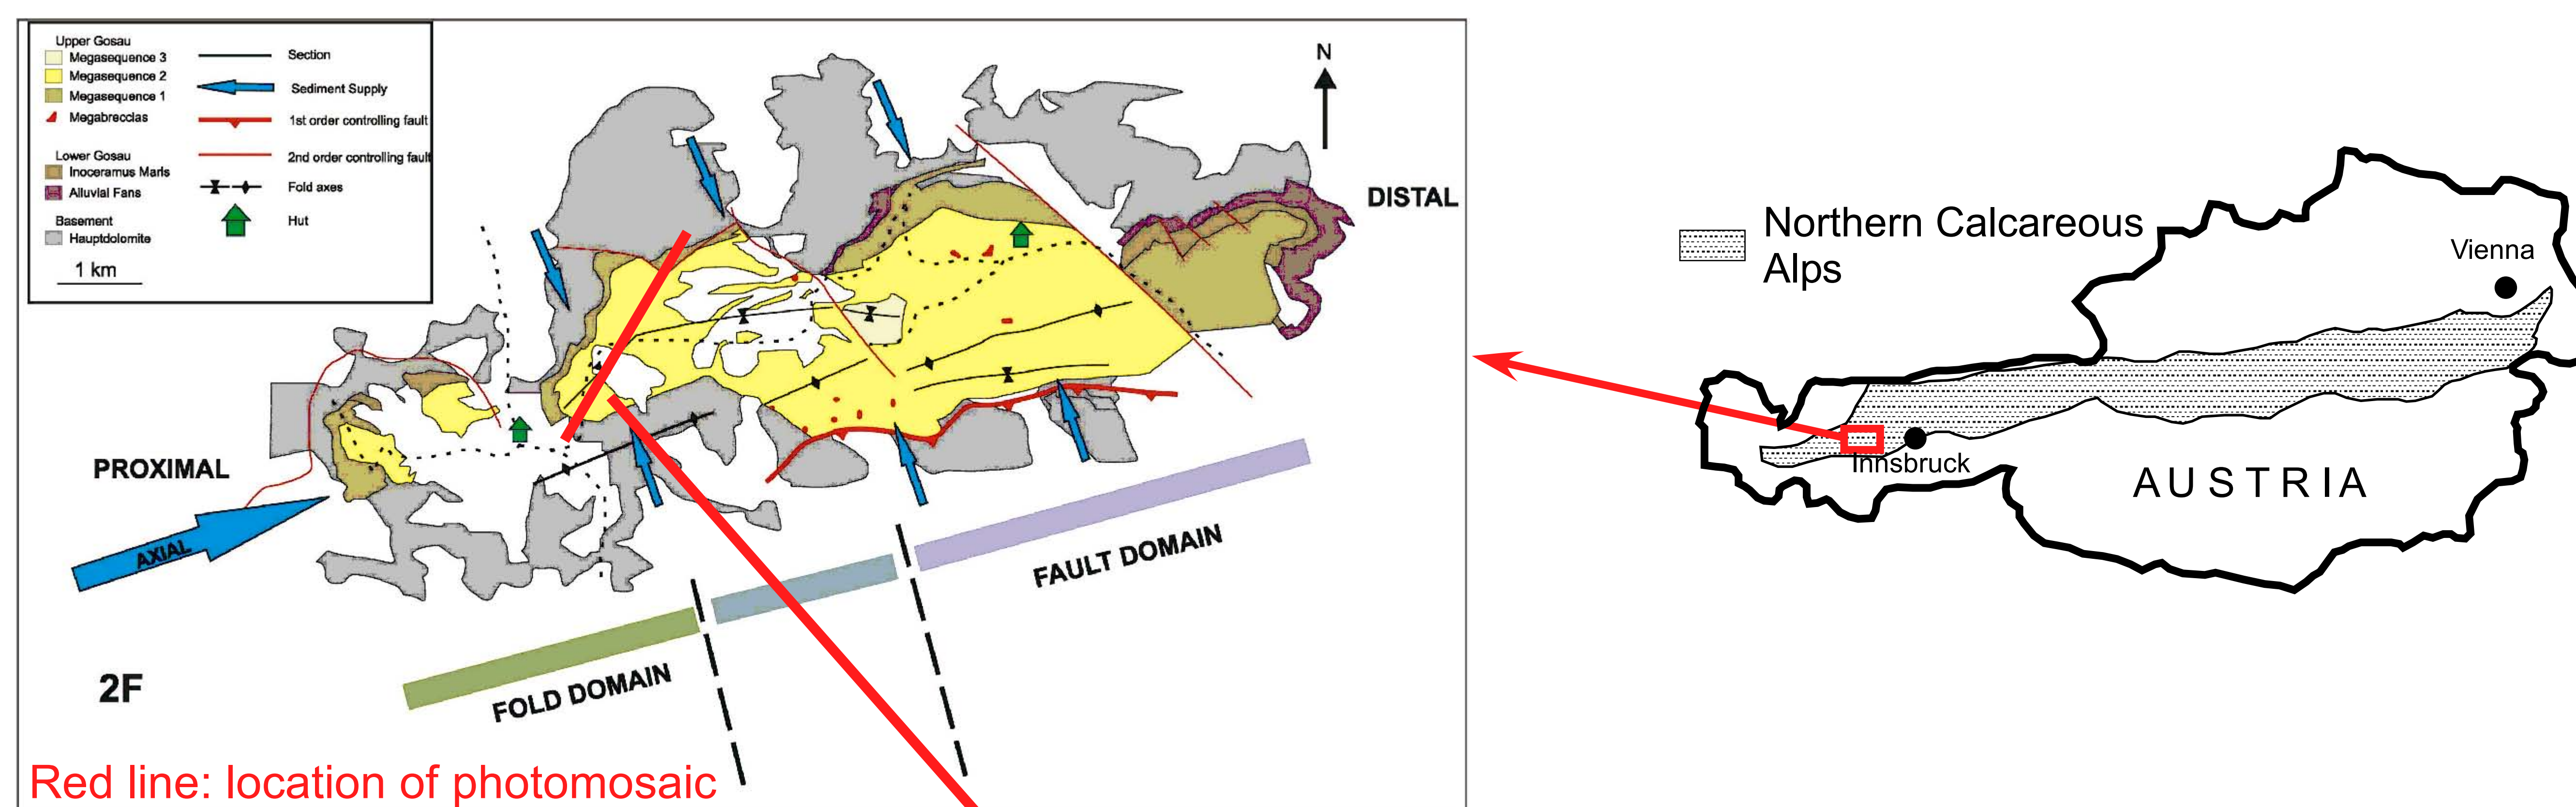 Upper Gosau
Megasequence 3
Megasequence 2
Megasequence 1
Megabreccias
Lower Gosau
Inoceramus Marls
Alluvial Fans
Basement
Hauptdolomite
1 km
Section
Sediment Supply
1st order controlling fault
2nd order controlling fault
Fold axes
Hut
N
DISTAL
PROXIMAL
AXIAL
FOLD DOMAIN
FAULT DOMAIN
2F
Red line: location of photomosaic
Northern Calcareous
Alps
Vienna
Innsbruck
AUSTRIA